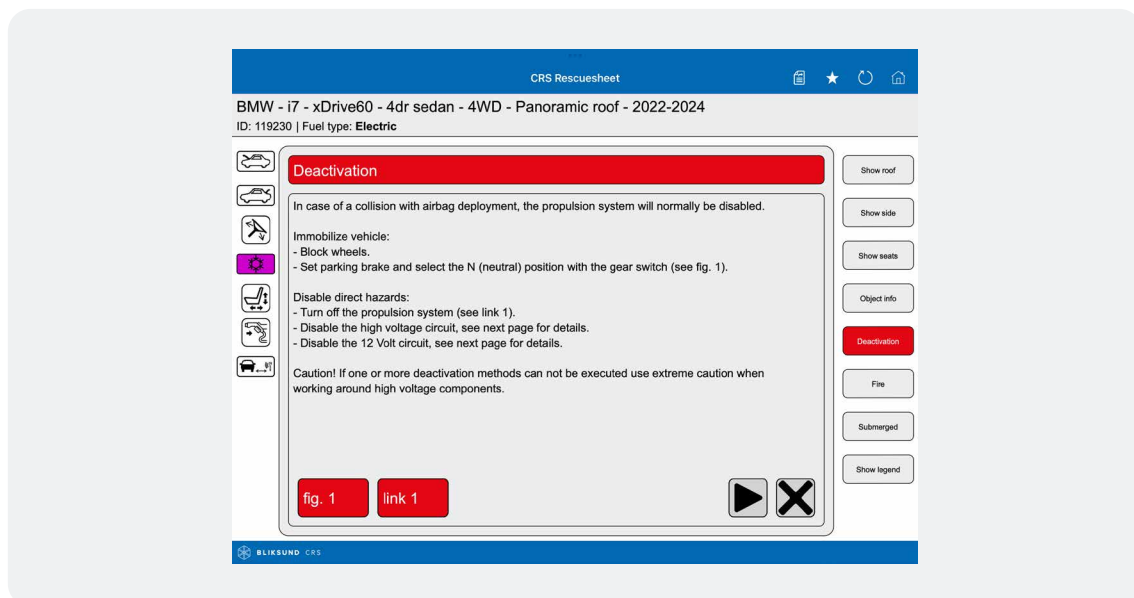 CRS Rescuesheet
BMW - i7 - xDrive60 - 4dr sedan - 4WD - Panoramic roof - 2022-2024
ID: 119230 | Fuel type: Electric
Deactivation
In case of a collision with airbag deployment, the propulsion system will normally be disabled.
Immobilize vehicle:
- Block wheels.
- Set parking brake and select the N (neutral) position with the gear switch (see fig. 1).
Disable direct hazards:
- Turn off the propulsion system (see link 1).
- Disable the high voltage circuit, see next page for details.
- Disable the 12 Volt circuit, see next page for details.
Caution! If one or more deactivation methods can not be executed use extreme caution when
working around high voltage components.
fig. 1
link 1
Show roof
Show side
Show seats
Object info
Deactivation
Fire
Submerged
Show legend
BLIKSUND CRS